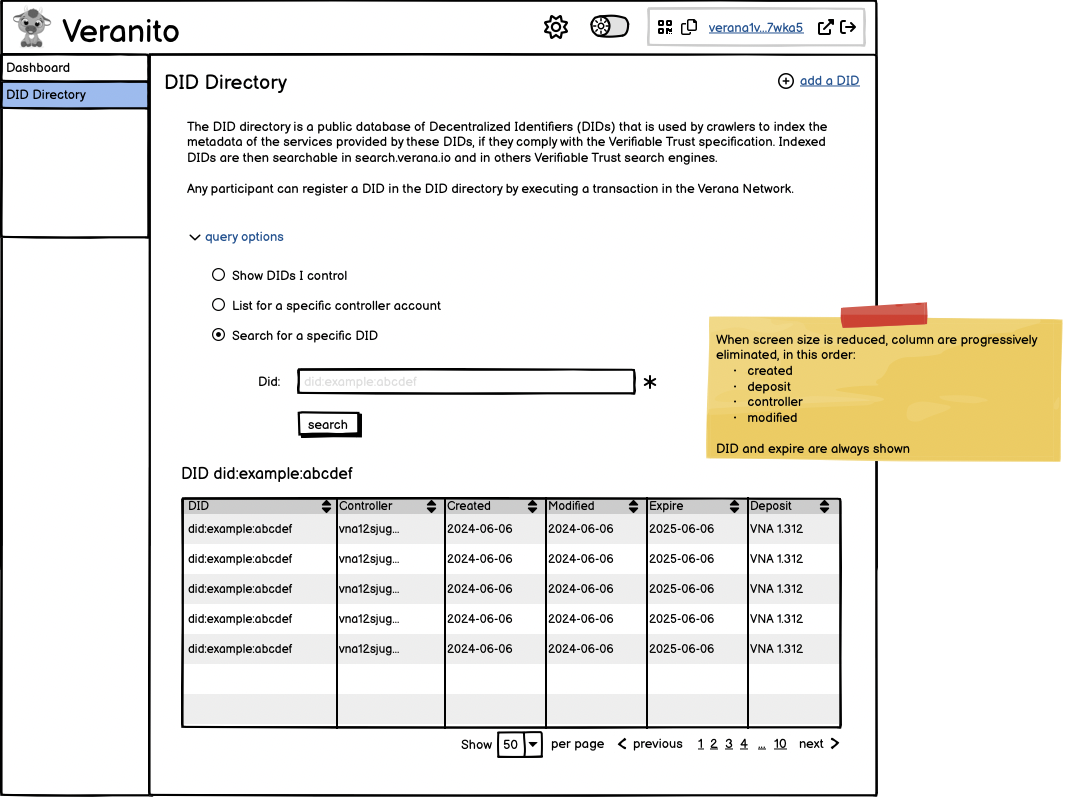 Veranito
verana1v...7wka5
Dashboard
DID Directory
DID Directory
add a DID
The DID directory is a public database of Decentralized Identifiers (DIDs) that is used by crawlers to index the
metadata of the services provided by these DIDs, if they comply with the Verifiable Trust specification. Indexed
DIDs are then searchable in search.verana.io and in others Verifiable Trust search engines.
Any participant can register a DID in the DID directory by executing a transaction in the Verana Network.
query options
Show DIDs I control
List for a specific controller account
Search for a specific DID
Did: did:example:abcdef *
search
When screen size is reduced, column are progressively
eliminated, in this order:
· created
· deposit
· controller
· modified
DID and expire are always shown
DID did:example:abcdef
DID Controller Created Modified Expire Deposit
did:example:abcdef vna12sjug... 2024-06-06 2024-06-06 2025-06-06 VNA 1.312
did:example:abcdef vna12sjug... 2024-06-06 2024-06-06 2025-06-06 VNA 1.312
did:example:abcdef vna12sjug... 2024-06-06 2024-06-06 2025-06-06 VNA 1.312
did:example:abcdef vna12sjug... 2024-06-06 2024-06-06 2025-06-06 VNA 1.312
did:example:abcdef vna12sjug... 2024-06-06 2024-06-06 2025-06-06 VNA 1.312
Show 50 per page previous 1 2 3 4 ... 10 next